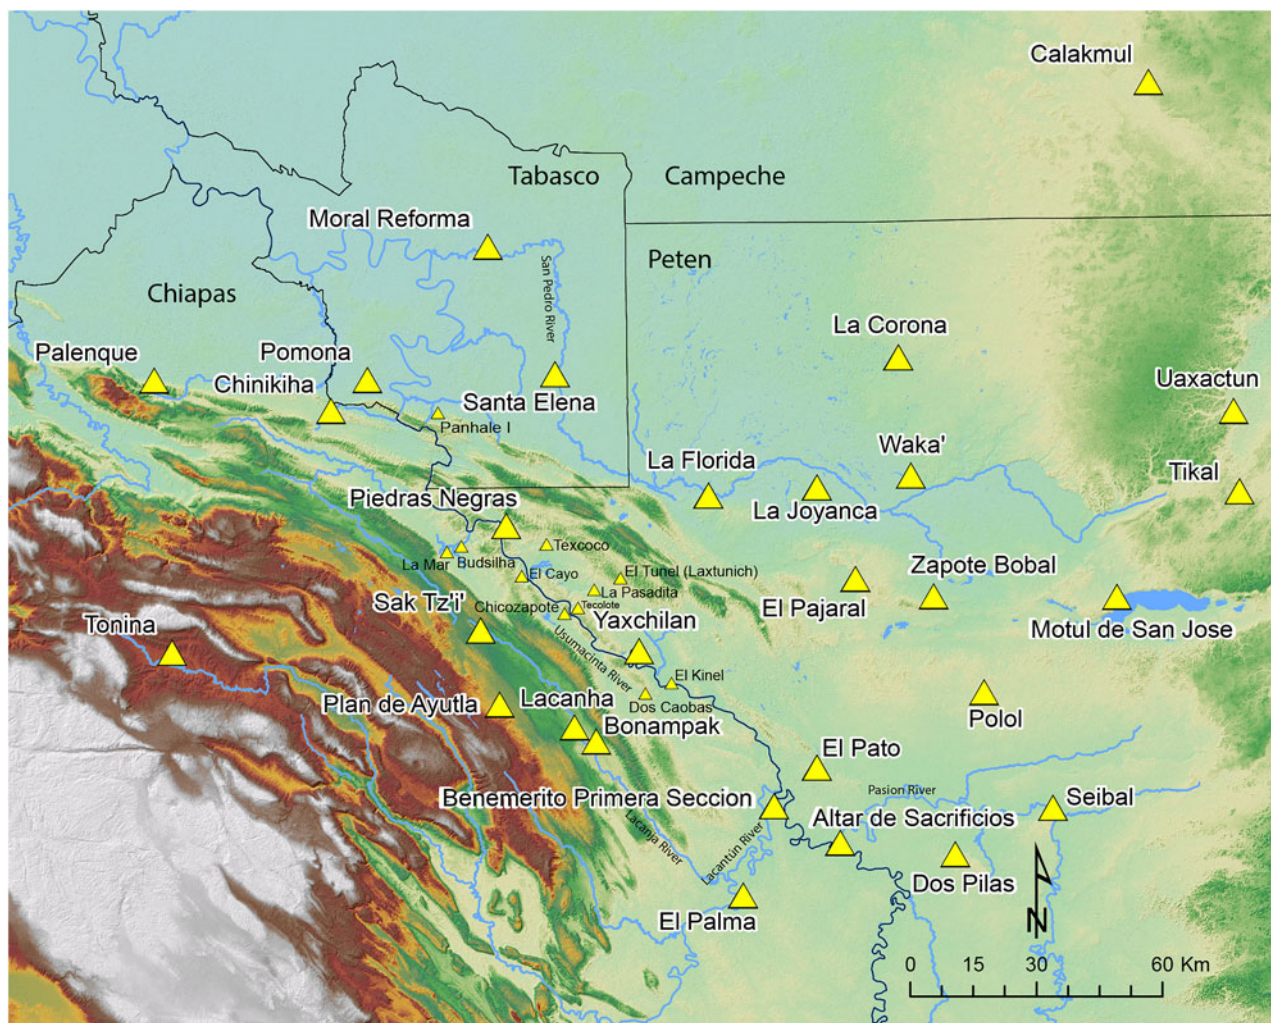 Calakmul
Tabasco
Campeche
Moral Reforma
San Pedro River
Peten
Chiapas
La Corona
Palenque
Pomona
Chinikiha
Santa Elena
Uaxactun
Panhale I
Waka'
La Florida
Tikal
Piedras Negras
La Joyanca
Texcoco
La Mar
Budsilha
El Cayo
El Tunel (Laxtunich)
Zapote Bobal
La Pasadita
Sak Tz'i'
Chicozapote
Tecolote
El Pajaral
Yaxchilan
Tonina
Motul de San Jose
Usumacinta River
El Kinel
Plan de Ayutla
Lacanha
Dos Caobas
Polol
Bonampak
El Pato
Benemerito Primera Seccion
Pasion River
Seibal
Altar de Sacrificios
Lacanja River
Lacantún River
Dos Pilas
El Palma
N
0 15 30 60 Km